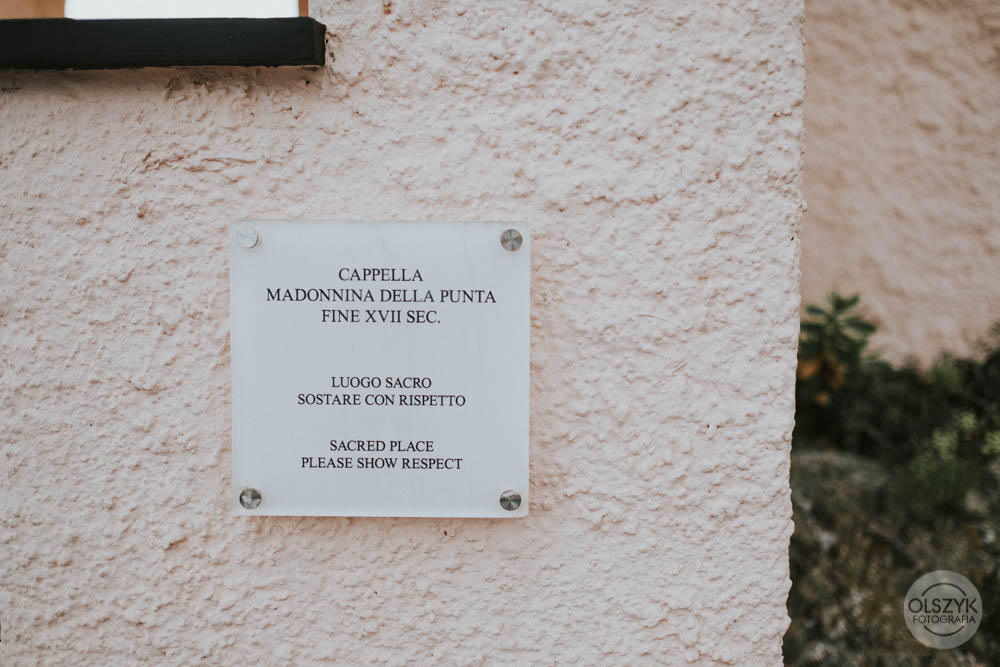 CAPPELLA
MADONNINA DELLA PUNTA
FINE XVII SEC.
LUOGO SACRO
SOSTARE CON RISPETTO
SACRED PLACE
PLEASE SHOW RESPECT
OLSZYK
FOTOGRAFIA